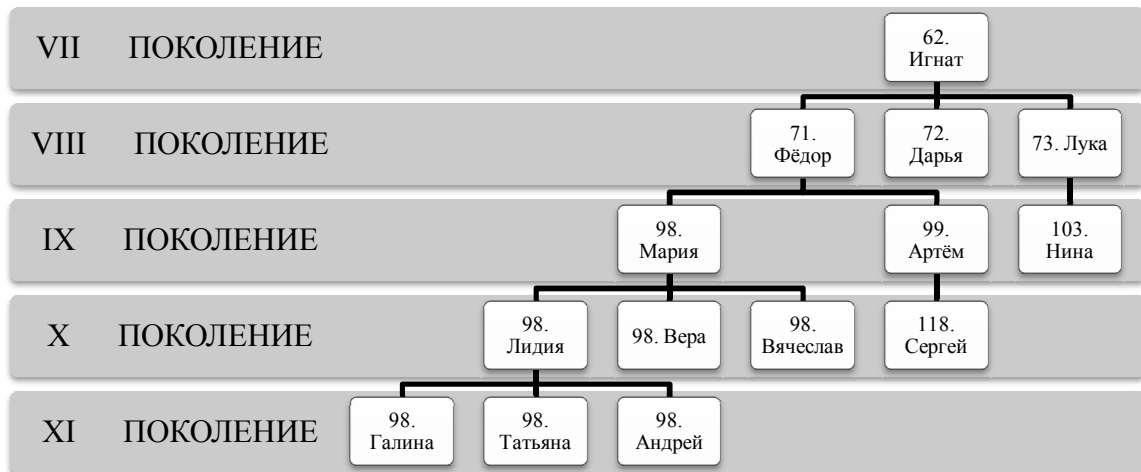 VII ПОКОЛЕНИЕ
62.
Игнат
VIII ПОКОЛЕНИЕ
71.
Фёдор
72.
Дарья
73. Лука
IX ПОКОЛЕНИЕ
98.
Мария
99.
Артём
103.
Нина
X ПОКОЛЕНИЕ
98.
Лидия
98. Вера
98.
Вячеслав
118.
Сергей
XI ПОКОЛЕНИЕ
98.
Галина
98.
Татьяна
98.
Андрей